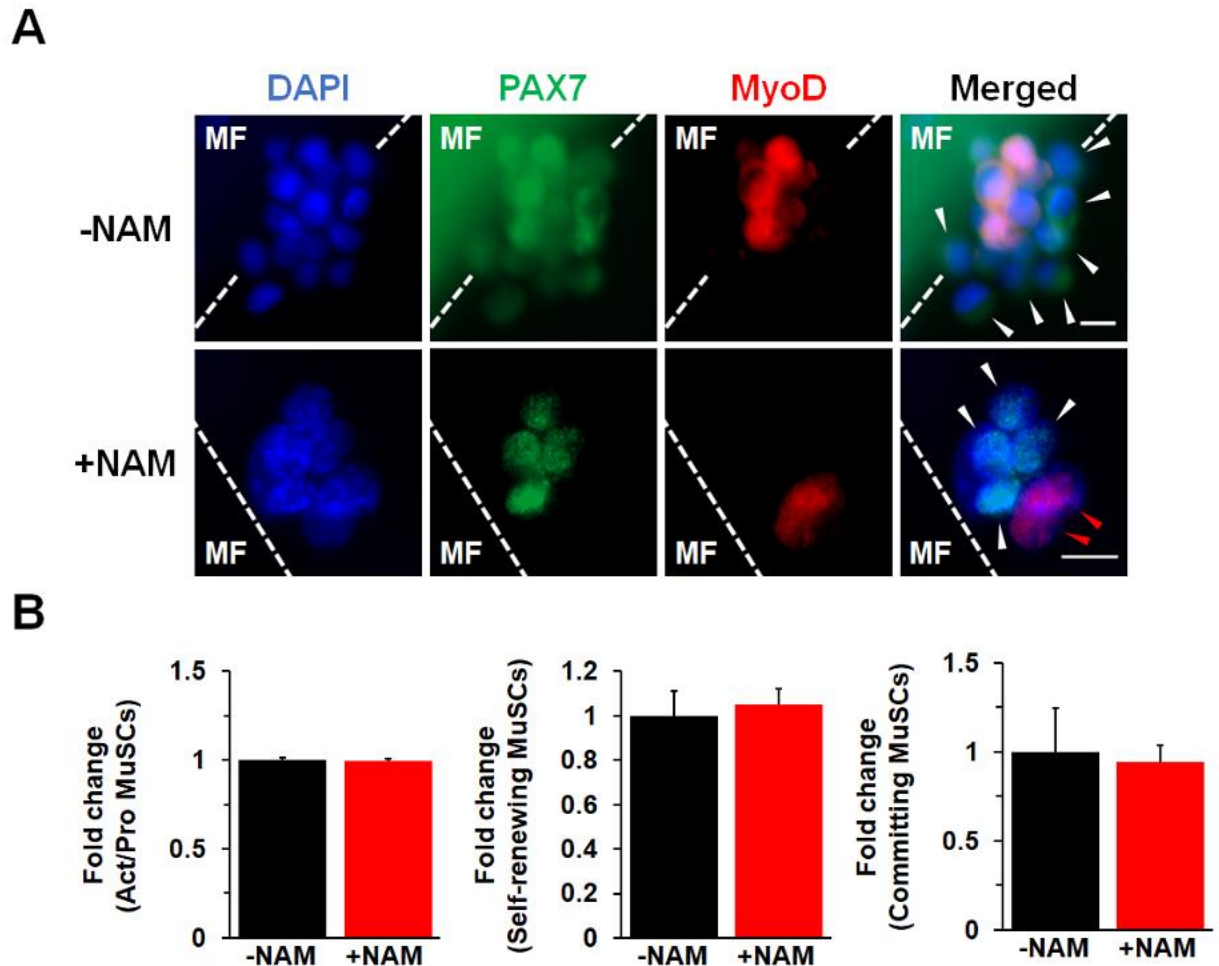 A
DAPI PAX7 MyoD Merged
-NAM
MF MF
+NAM
MF MF MF MF
B
Fold change
(Act/Pro MuSCs)
1.5
1
0.5
0
-NAM +NAM
Fold change
(Self-renewing MuSCs)
1.2
1
0.8
0.6
0.4
0.2
0
-NAM +NAM
Fold change
(Committing MuSCs)
1.5
1
0.5
0
-NAM +NAM